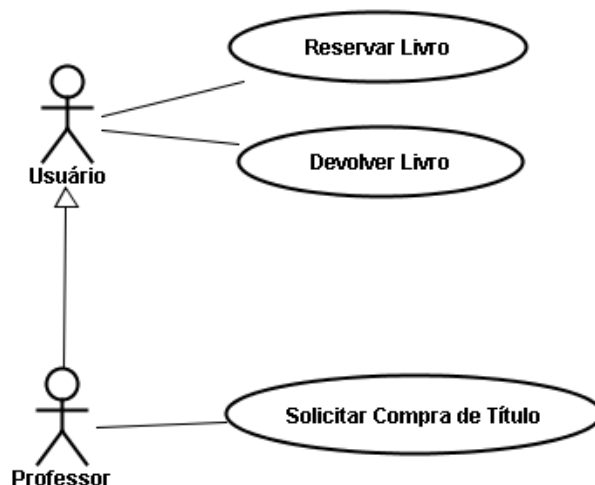 Reservar Livro
Usuário
Devolver Livro
Solicitar Compra de Título
Professor